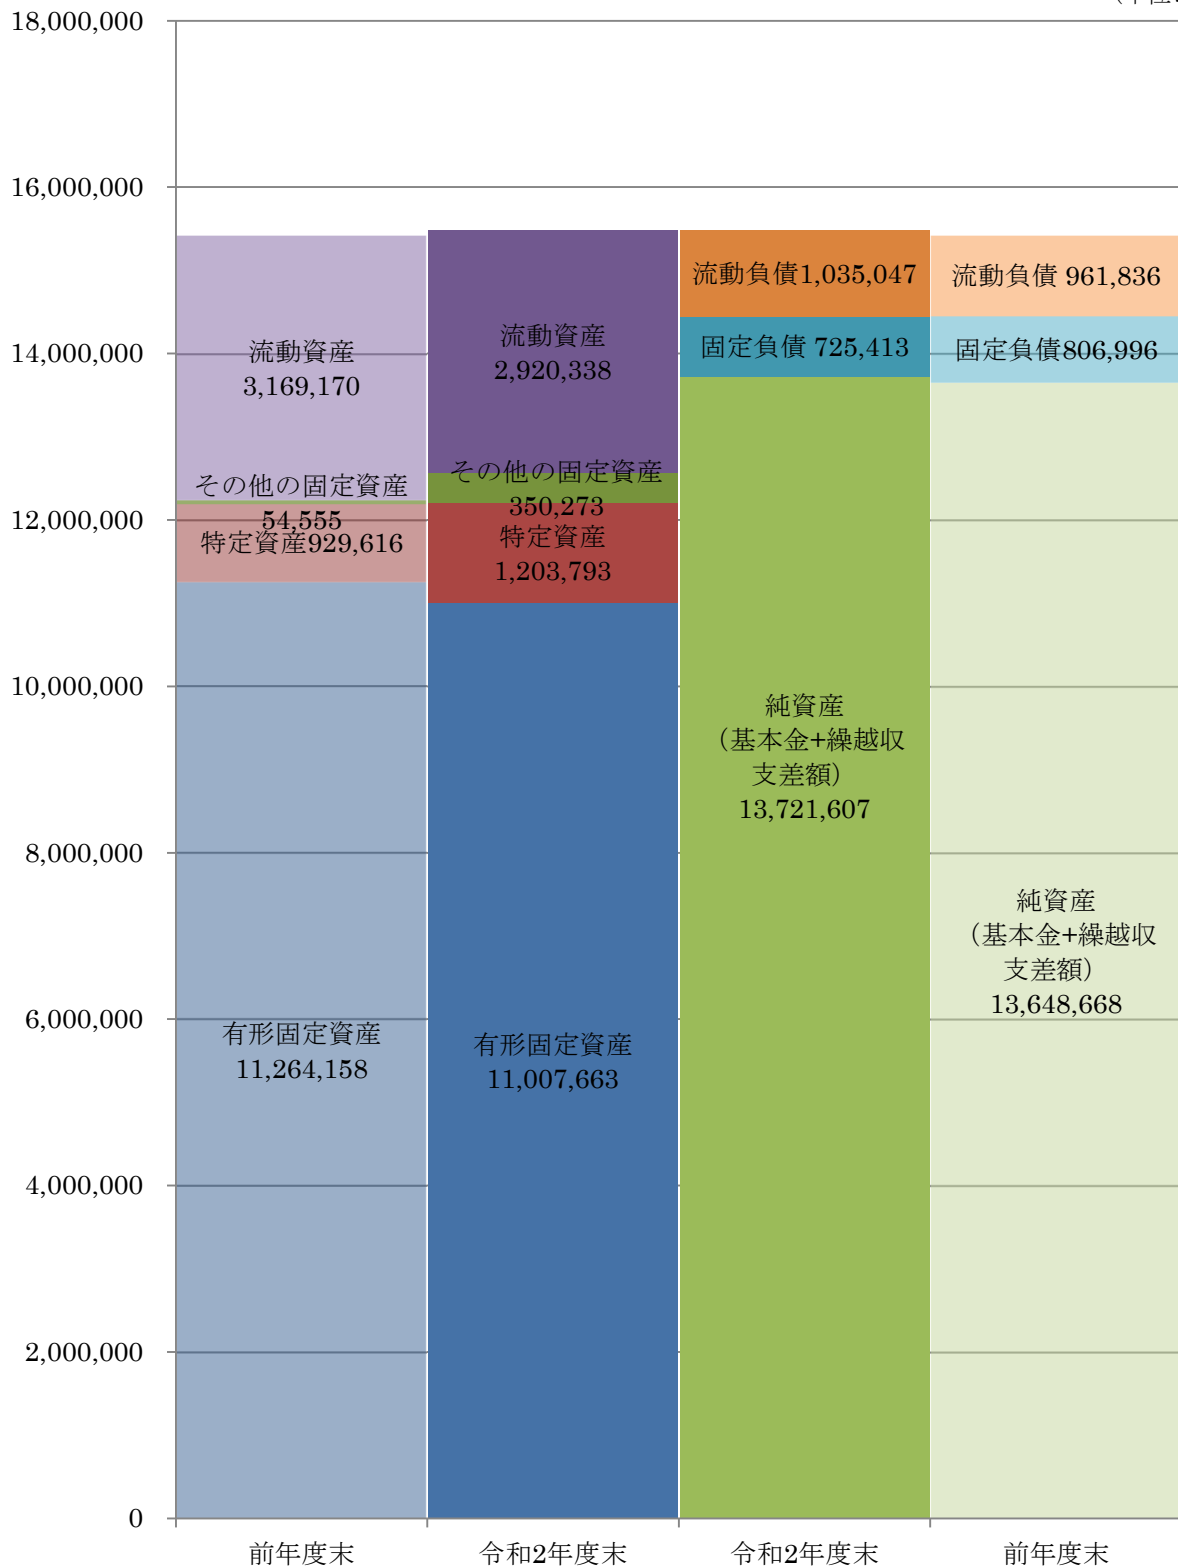 18,000,000
16,000,000
14,000,000
12,000,000
10,000,000
8,000,000
6,000,000
4,000,000
2,000,000
0
流動資産
3,169,170
その他の固定資産
54,555
特定資産929,616
有形固定資産
11,264,158
流動資産
2,920,338
その他の固定資産
350,273
特定資産
1,203,793
有形固定資産
11,007,663
流動負債1,035,047
固定負債 725,413
純資産
（基本金+繰越収
支差額）
13,721,607
流動負債 961,836
固定負債806,996
純資産
（基本金+繰越収
支差額）
13,648,668
前年度末
令和2年度末
令和2年度末
前年度末